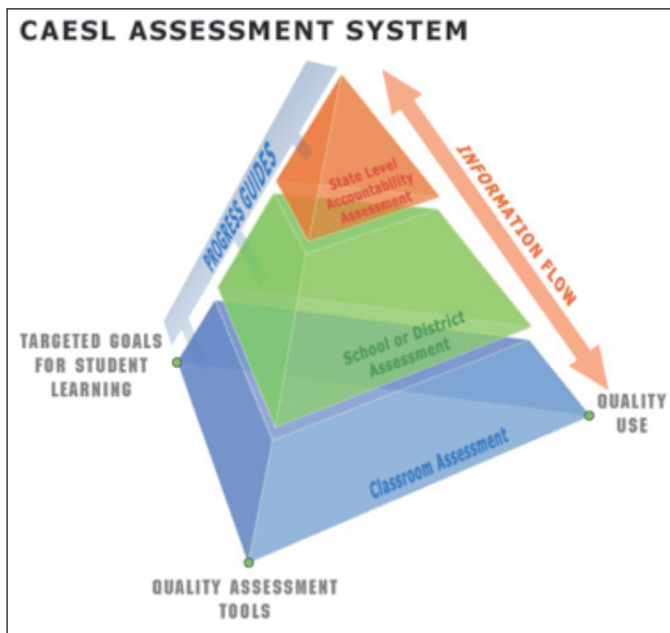 CAESL ASSESSMENT SYSTEM
PROGRESS GUIDES
INFORMATION FLOW
State Level
Accountability
Assessment
School or District
Assessment
Classroom Assessment
TARGETED GOALS
FOR STUDENT
LEARNING
QUALITY
USE
QUALITY ASSESSMENT
TOOLS